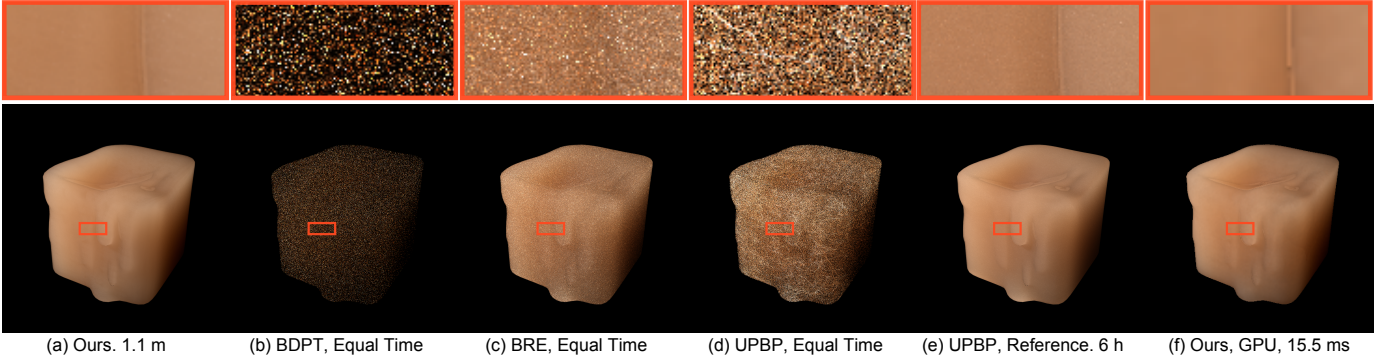 (a) Ours. 1.1 m
(b) BDPT, Equal Time
(c) BRE, Equal Time
(d) UPBP, Equal Time
(e) UPBP, Reference. 6 h
(f) Ours, GPU, 15.5 ms